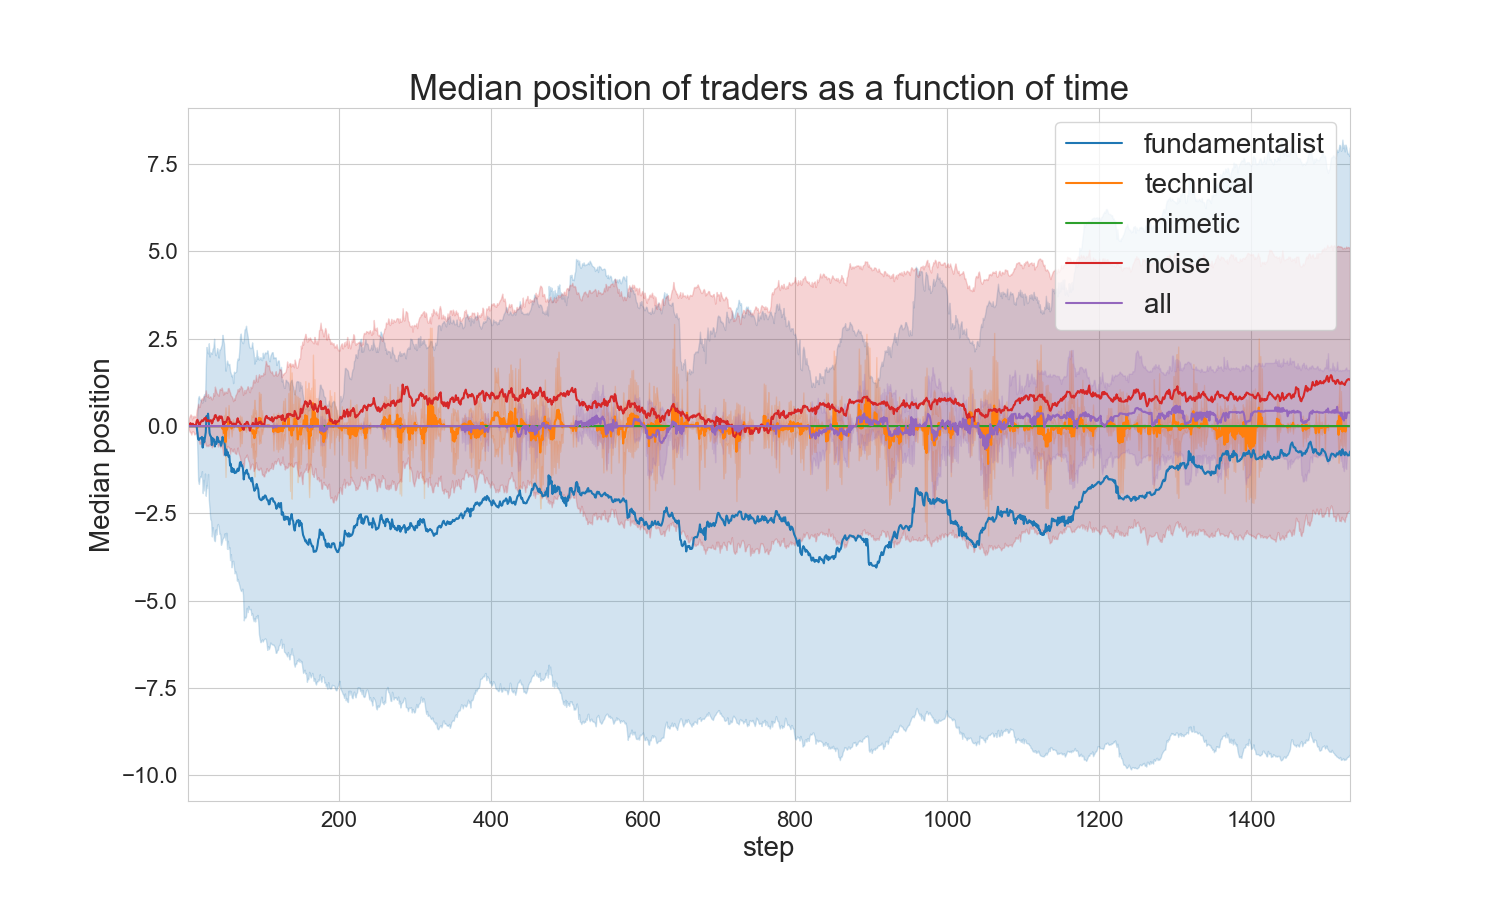 Median position of traders as a function of time
Median position
7.5
5.0
2.5
0.0
−2.5
−5.0
−7.5
−10.0
fundamentalist
technical
mimetic
noise
all
200 400 600 800 1000 1200 1400
step